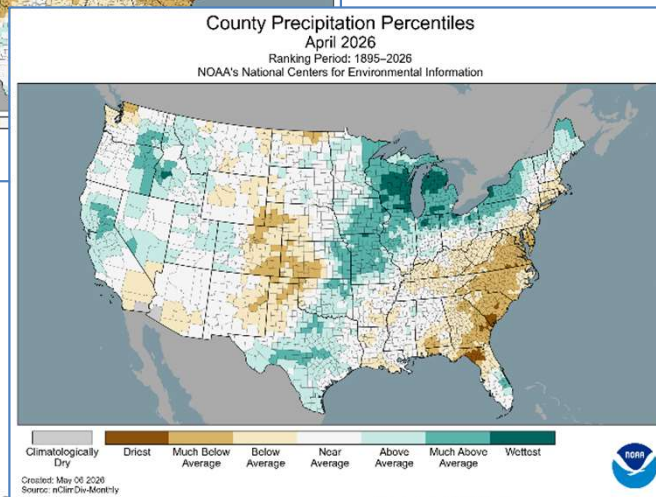 County Precipitation Percentiles
April 2026
Ranking Period: 1895–2026
NOAA's National Centers for Environmental Information
Climatologically Dry
Driest
Much Below Average
Below Average
Near Average
Above Average
Much Above Average
Wettest
Created: May 06 2026
Source: nClimDiv-Monthly
NOAA